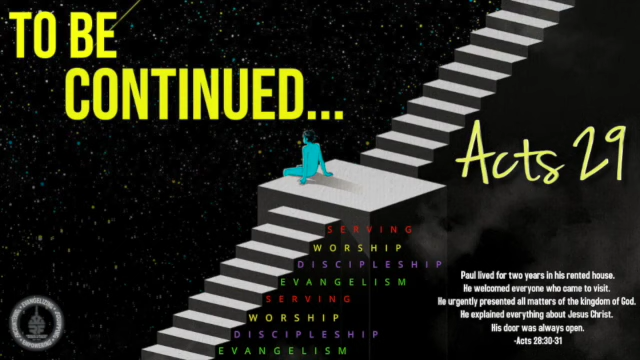 TO BE
CONTINUED...
Acts 29
SERVING
WORSHIP
DISCIPLESHIP
EVANGELISM
SERVING
WORSHIP
DISCIPLESHIP
EVANGELISM
Paul lived for two years in his rented house.
He welcomed everyone who came to visit.
He urgently presented all matters of the kingdom of God.
He explained everything about Jesus Christ.
His door was always open.
-Acts 28:30-31